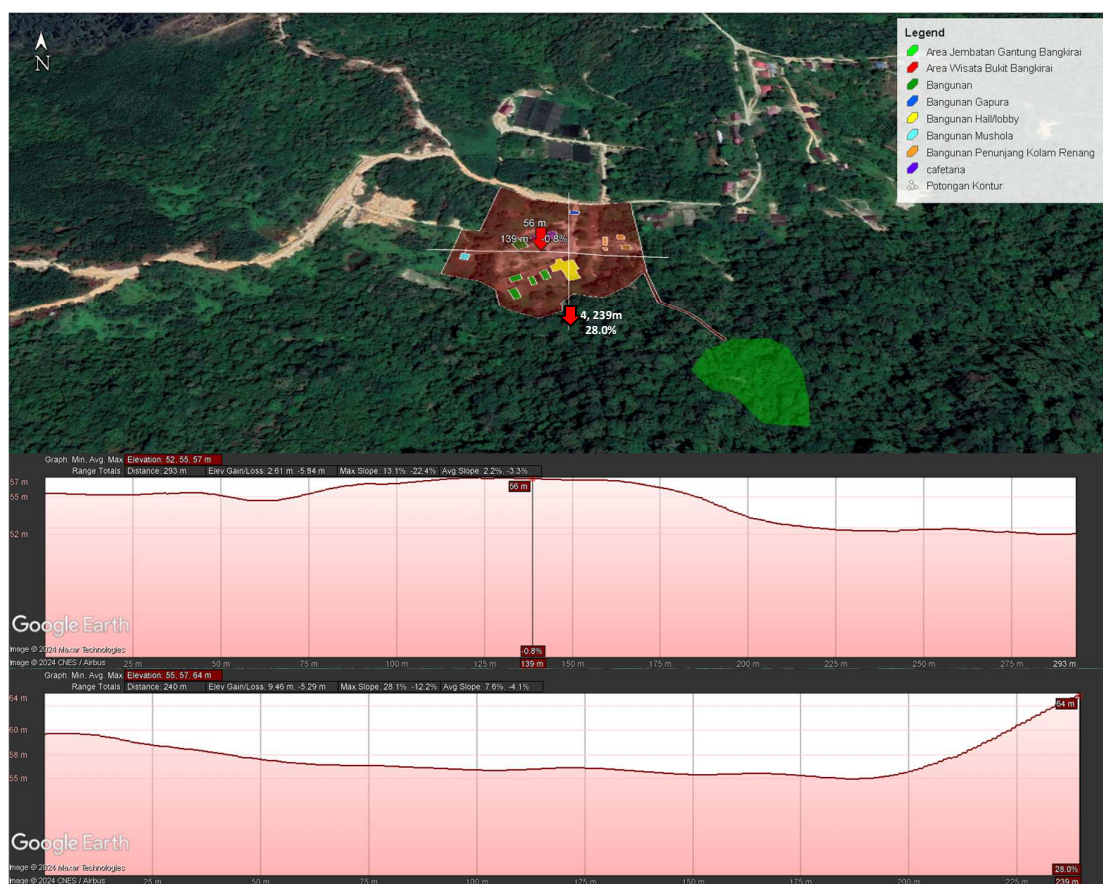 N
Legend
Area Jembatan Gantung Bangkirai
Area Wisata Bukit Bangkirai
Bangunan
Bangunan Gapura
Bangunan Hall/lobby
Bangunan Mushola
Bangunan Penunjang Kolam Renang
cafetaria
Potongan Kontur
56 m
139 m -0.8%
4, 239m
28.0%
Graph: Min, Avg, Max Elevation: 52, 55, 57 m
Range Totals: Distance: 293 m Elev Gain/Loss: 2.61 m, -5.84 m Max Slope: 13.1%, -22.4% Avg Slope: 2.2%, -3.3%
57 m
56 m
55 m
52 m
Google Earth
Image © 2024 Maxar Technologies
-0.8%
Image © 2024 CNES / Airbus
25 m 50 m 75 m 100 m 125 m 139 m 150 m 175 m 200 m 225 m 250 m 275 m 293 m
Graph: Min, Avg, Max Elevation: 55, 57, 64 m
Range Totals: Distance: 240 m Elev Gain/Loss: 9.46 m, -5.29 m Max Slope: 28.1%, -12.2% Avg Slope: 7.6%, -4.1%
64 m
64 m
60 m
58 m
55 m
Google Earth
Image © 2024 Maxar Technologies
28.0%
Image © 2024 CNES / Airbus
25 m 50 m 75 m 100 m 125 m 150 m 175 m 200 m 225 m 239 m